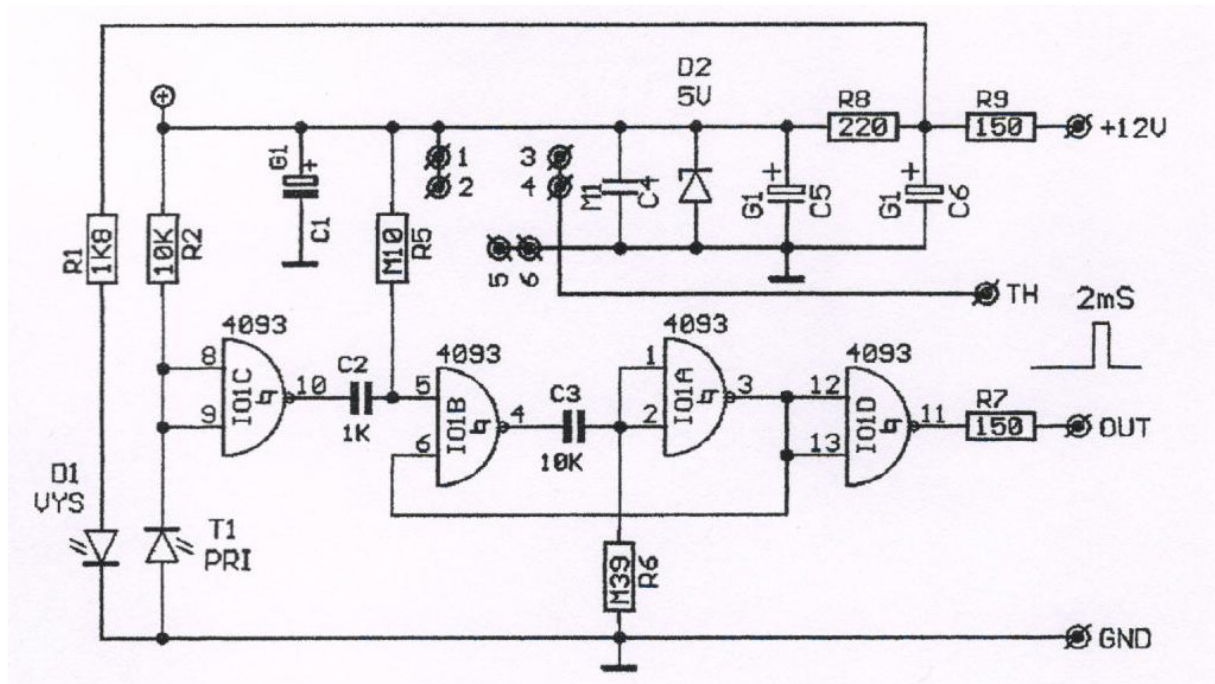 D2
5V
R8
220
R9
150
+12V
G1
+
C1
1
2
3
4
M1
C4
+
G1
C5
+
G1
C6
R1
1K8
10K
R2
M10
R5
5
6
TH
2mS
4093
8
9
IO1C
10
C2
1K
4093
5
6
IO1B
4
C3
10K
4093
1
2
IO1A
3
4093
12
13
IO1D
11
R7
150
OUT
D1
VYS
T1
PRI
M39
R6
GND